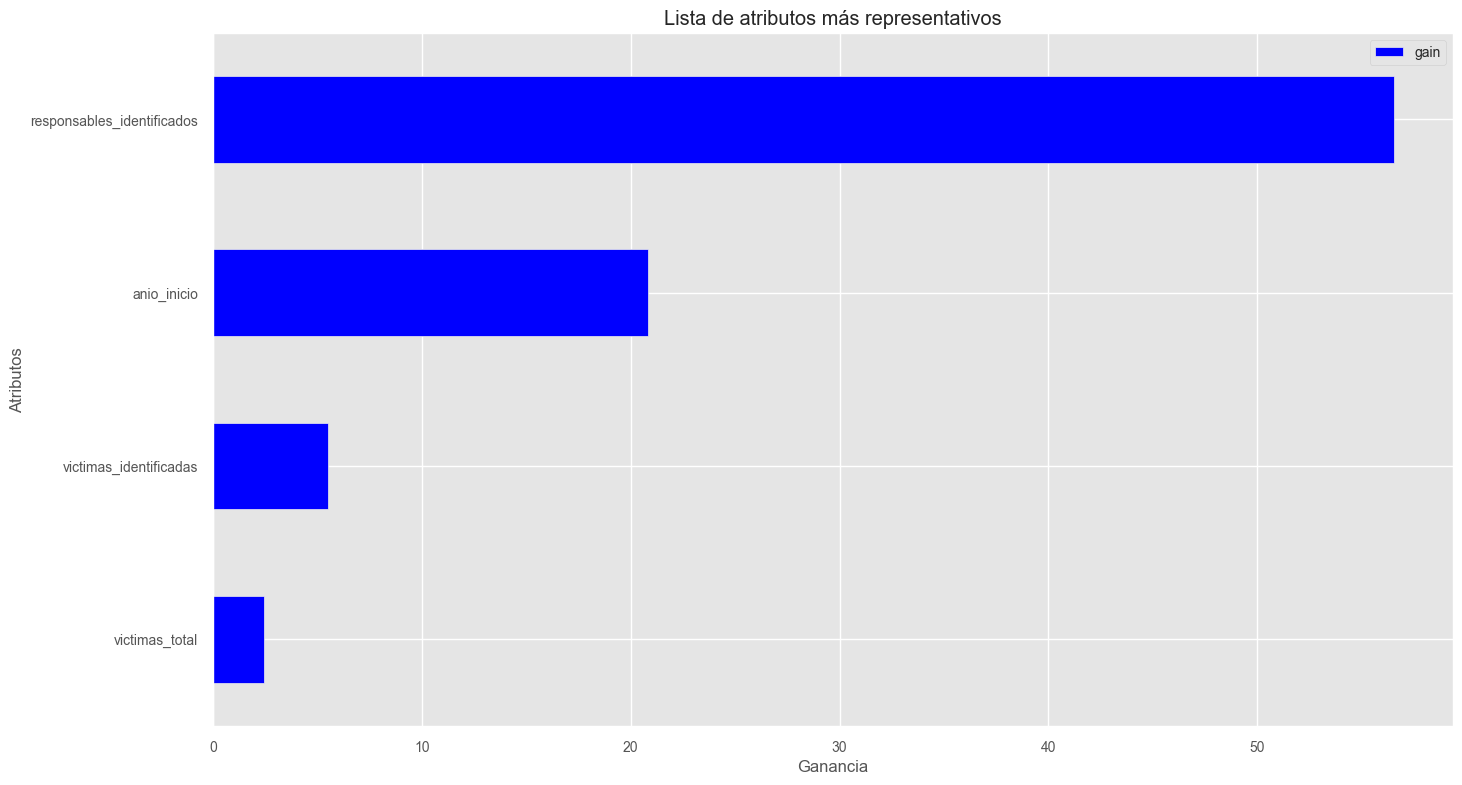 Lista de atributos más representativos
gain
responsables_identificados
anio_inicio
victimas_identificadas
victimas_total
Atributos
0 10 20 30 40 50
Ganancia